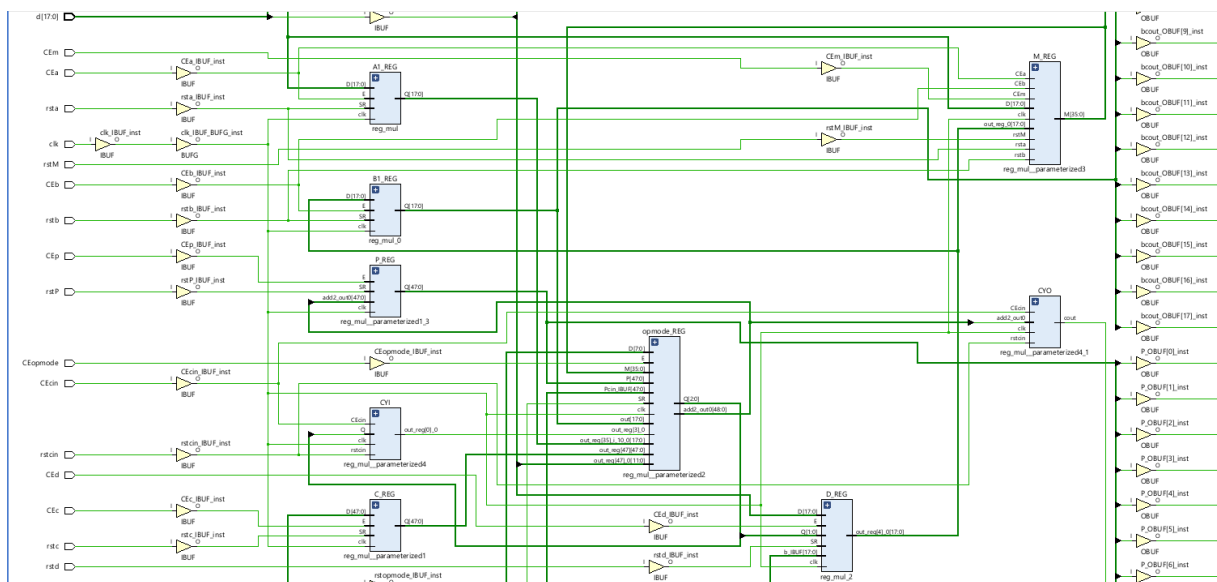 d[17:0]
IBUF
OBUF
bcout_OBUF[9]_inst
I
O
OBUF
CEm
CEa
CEa_IBUF_inst
IBUF
A1_REG
D[17:0]
E
SR
clk
Q[17:0]
reg_mul
CEm_IBUF_inst
IBUF
M_REG
CEa
CEb
CEm
D[17:0]
clk
out_reg_0[17:0]
rstM
rsta
rstb
M[35:0]
reg_mul__parameterized3
bcout_OBUF[10]_inst
OBUF
rsta
rsta_IBUF_inst
IBUF
bcout_OBUF[11]_inst
OBUF
clk
clk_IBUF_inst
IBUF
clk_IBUF_BUFG_inst
BUFG
rstM_IBUF_inst
IBUF
bcout_OBUF[12]_inst
OBUF
rstM
CEb
CEb_IBUF_inst
IBUF
B1_REG
D[17:0]
E
SR
clk
Q[17:0]
reg_mul_0
bcout_OBUF[13]_inst
OBUF
rstb
rstb_IBUF_inst
IBUF
bcout_OBUF[14]_inst
OBUF
CEp
CEp_IBUF_inst
IBUF
P_REG
E
SR
add2_out0[47:0]
clk
Q[47:0]
reg_mul__parameterized1_3
bcout_OBUF[15]_inst
OBUF
rstP
rstP_IBUF_inst
IBUF
bcout_OBUF[16]_inst
OBUF
CYO
CEcin
add2_out0
clk
rstcin
cout
reg_mul__parameterized4_1
bcout_OBUF[17]_inst
OBUF
opmode_REG
D[7:0]
E
M[35:0]
P[47:0]
Pcin_IBUF[47:0]
SR
clk
out[17:0]
out_reg[3]_0
out_reg[35]_i_10_0[17:0]
out_reg[47][47:0]
out_reg[47]_0[11:0]
Q[2:0]
add2_out0[48:0]
reg_mul__parameterized2
CEopmode
CEopmode_IBUF_inst
IBUF
P_OBUF[0]_inst
OBUF
CEcin
CEcin_IBUF_inst
IBUF
P_OBUF[1]_inst
OBUF
CYI
CEcin
Q
clk
rstcin
out_reg[0]_0
reg_mul__parameterized4
P_OBUF[2]_inst
OBUF
rstcin
rstcin_IBUF_inst
IBUF
P_OBUF[3]_inst
OBUF
CEd
CEc
CEc_IBUF_inst
IBUF
C_REG
D[47:0]
E
SR
clk
Q[47:0]
reg_mul__parameterized1
CEd_IBUF_inst
IBUF
D_REG
D[17:0]
E
Q[1:0]
SR
b_IBUF[17:0]
clk
out_reg[4]_0[17:0]
reg_mul_2
P_OBUF[4]_inst
OBUF
rstc
rstc_IBUF_inst
IBUF
P_OBUF[5]_inst
OBUF
rstd
rstd_IBUF_inst
IBUF
P_OBUF[6]_inst
OBUF
rstopmode_IBUF_inst